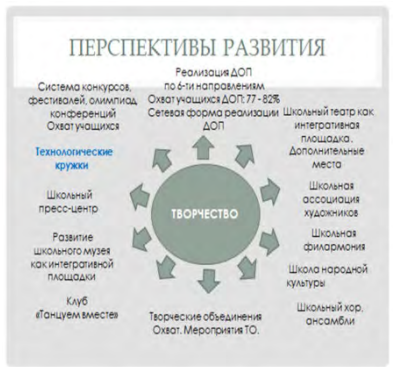 ПЕРСПЕКТИВЫ РАЗВИТИЯ
Реализация ДОП
по 6-ти направлениям
Охват учащихся ДОП: 77 - 82%
Сетевая форма реализации
ДОП
Система конкурсов,
фестивалей, олимпиад
конференций
Охват учащихся
Школьный театр как
интегративная
площадка.
Дополнительные
места
Технологические
кружки
Школьная
ассоциация
художников
Школьный
пресс-центр
ТВОРЧЕСТВО
Школьная
филармония
Развитие
школьного музея
как интегративной
площадки
Школа народной
культуры
Клуб
«Танцуем вместе»
Творческие объединения
Охват. Мероприятия ТО.
Школьный хор,
ансамбли